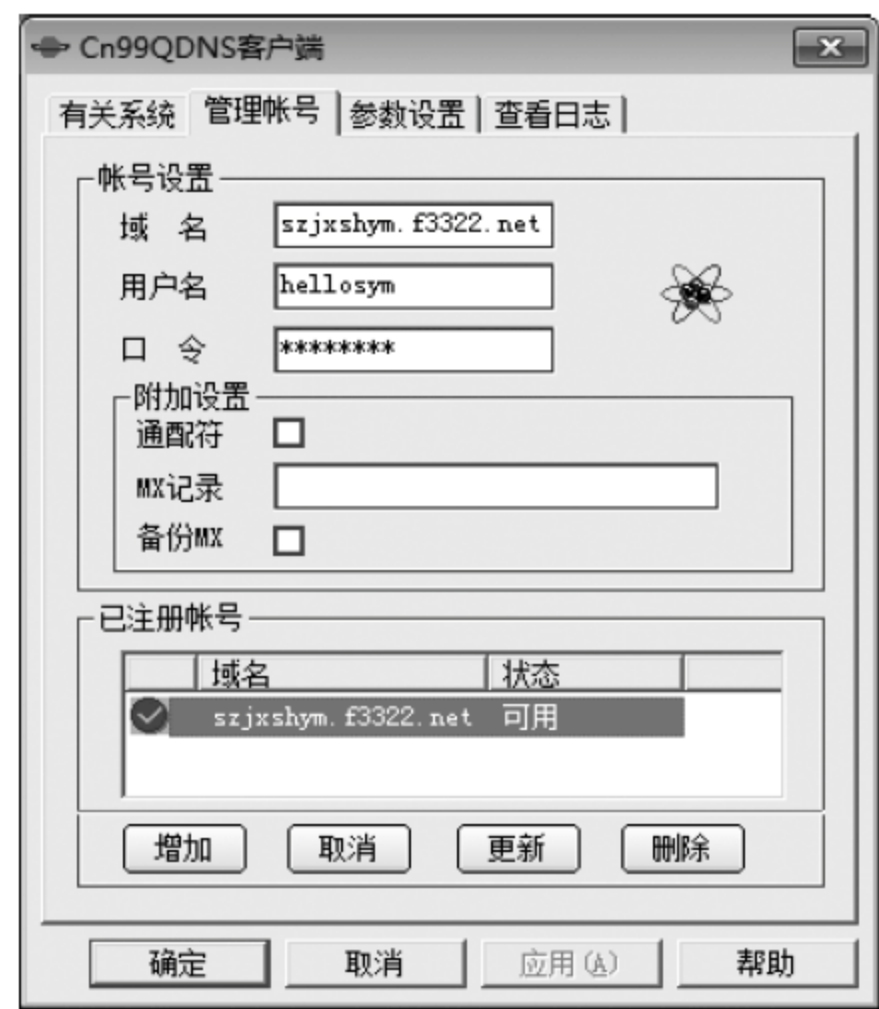 Cn99QDNS客户端
有关系统 管理帐号 参数设置 查看日志
帐号设置
域 名 szjxshym.f3322.net
用户名 hellosym
口 令 ********
附加设置
通配符
MX记录
备份MX
已注册帐号
域名 状态
szjxshym.f3322.net 可用
增加 取消 更新 删除
确定 取消 应用(A) 帮助